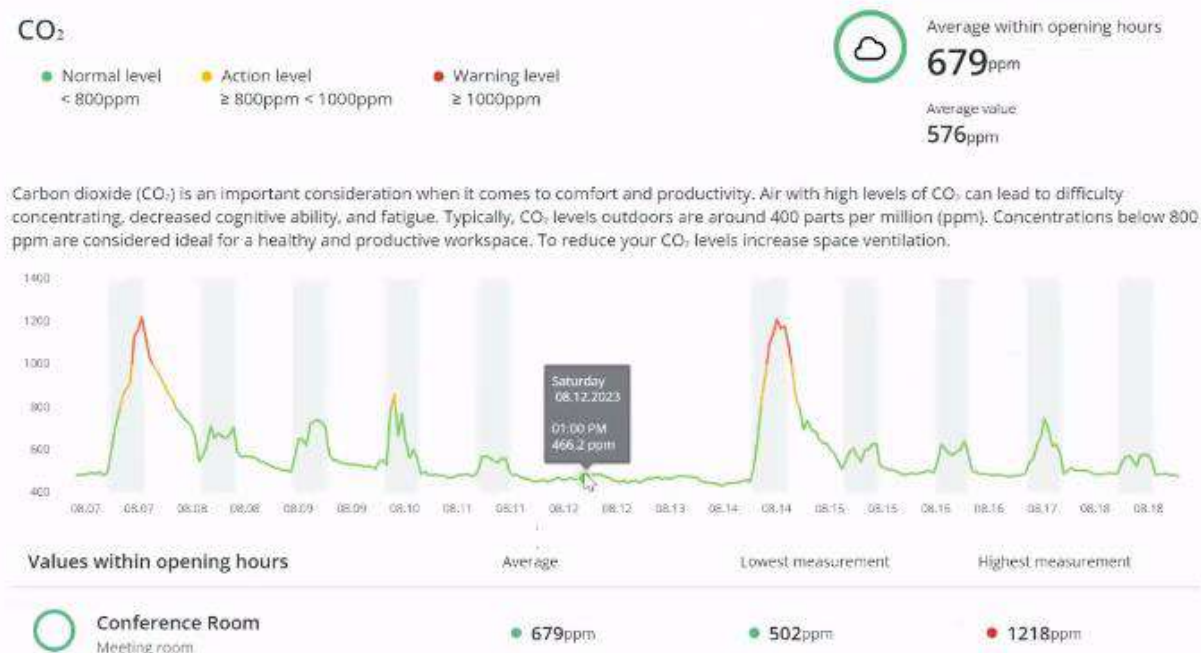 CO₂
Average within opening hours
679ppm
Average value
576ppm
Normal level
< 800ppm
Action level
≥ 800ppm < 1000ppm
Warning level
≥ 1000ppm
Carbon dioxide (CO₂) is an important consideration when it comes to comfort and productivity. Air with high levels of CO₂ can lead to difficulty
concentrating, decreased cognitive ability, and fatigue. Typically, CO₂ levels outdoors are around 400 parts per million (ppm). Concentrations below 800
ppm are considered ideal for a healthy and productive workspace. To reduce your CO₂ levels increase space ventilation.
1400
1200
1000
800
600
400
Saturday
08.12.2023
01:00 PM
466.2 ppm
08.07 08.07 08.08 08.08 08.09 08.09 08.10 08.11 08.11 08.12 08.12 08.13 08.14 08.14 08.15 08.15 08.16 08.16 08.17 08.18 08.18
Values within opening hours Average Lowest measurement Highest measurement
Conference Room 679ppm 502ppm 1218ppm
Meeting room